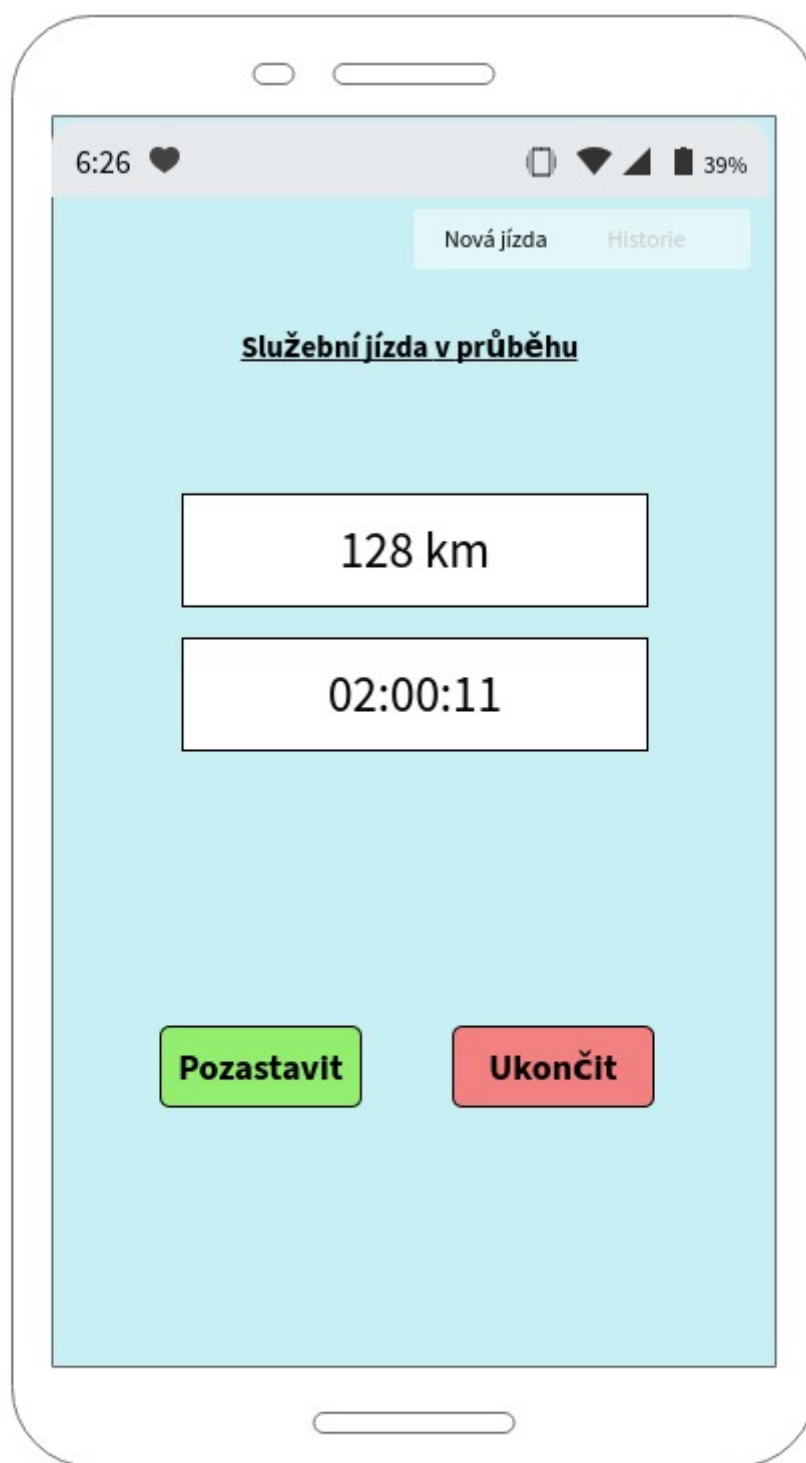 6:26 39%
Nová jízda Historie
Služební jízda v průběhu
128 km
02:00:11
Pozastavit Ukončit